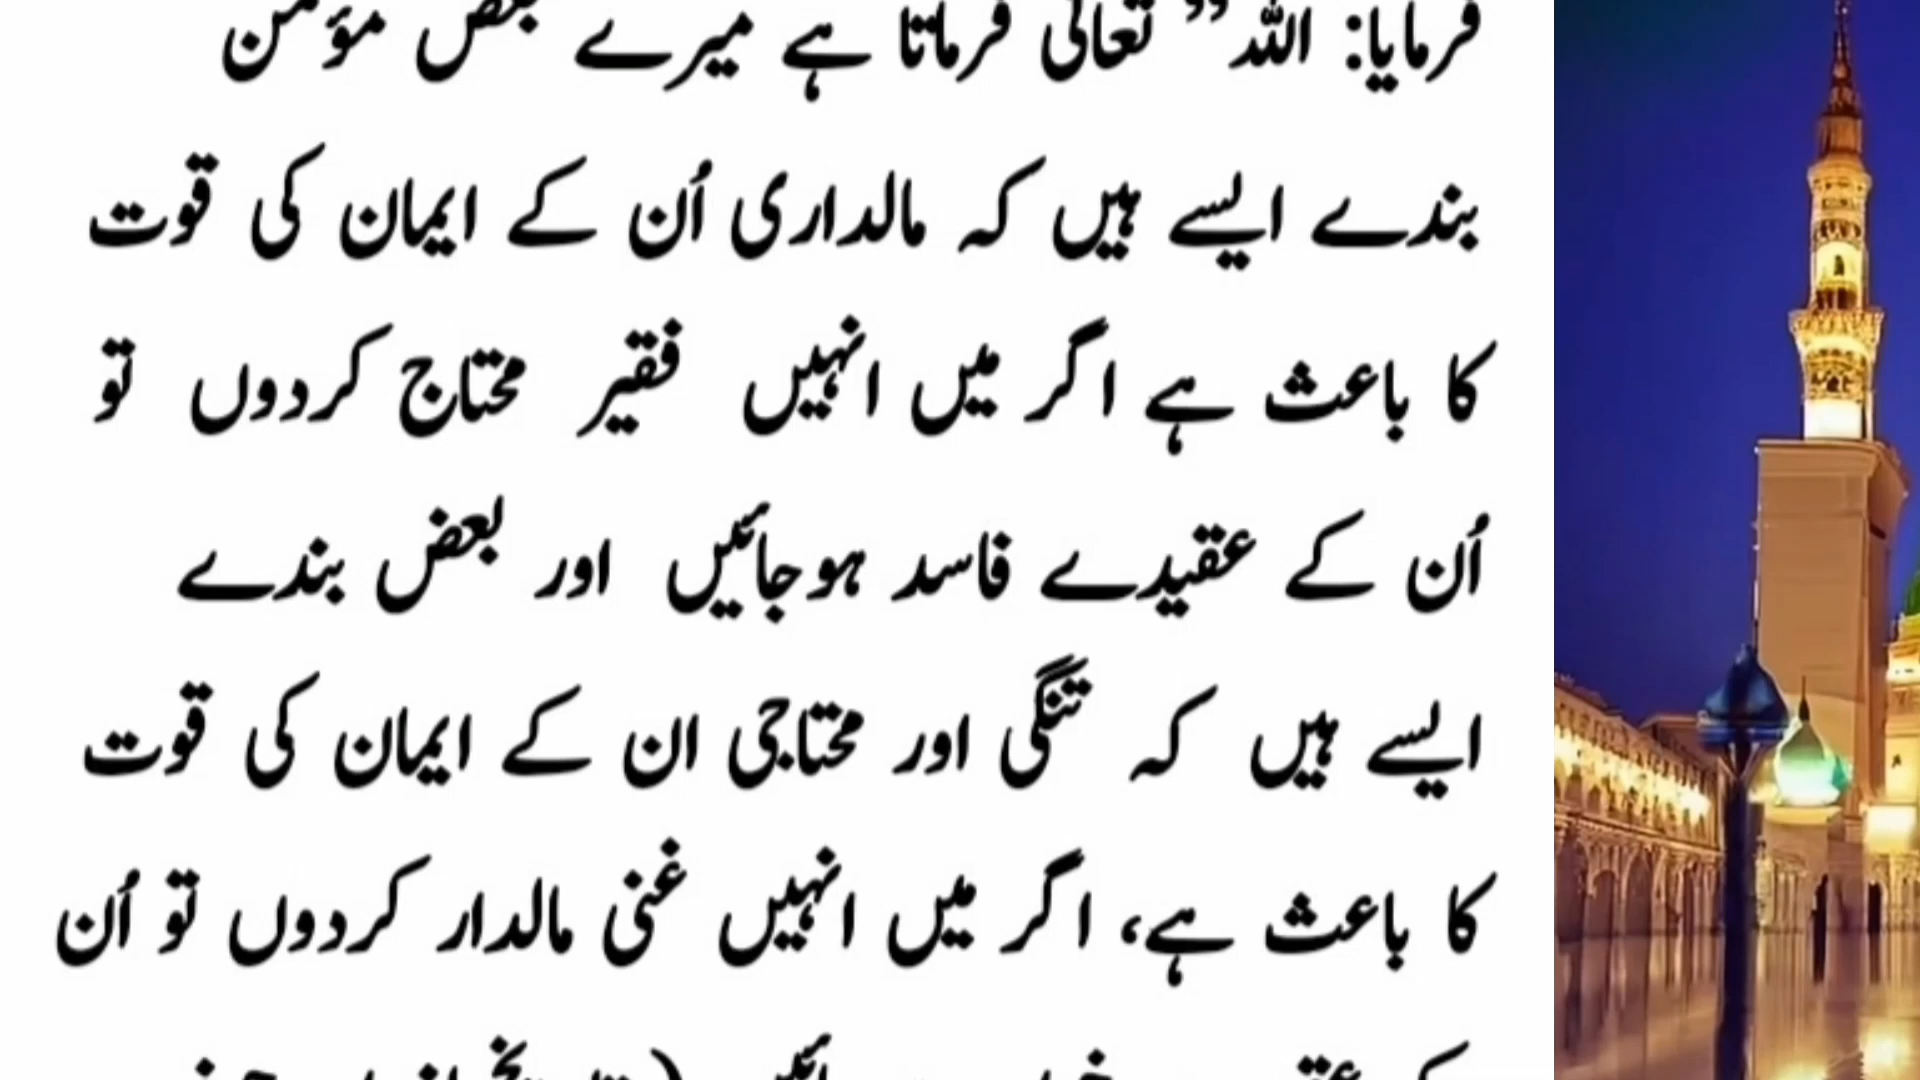 فرمایا: اللہ” تعالیٰ فرماتا ہے میرے بعض مؤمن
بندے ایسے ہیں کہ مالداری اُن کے ایمان کی قوت
کا باعث ہے اگر میں انہیں فقیر محتاج کردوں تو
اُن کے عقیدے فاسد ہوجائیں اور بعض بندے
ایسے ہیں کہ تنگی اور محتاجی ان کے ایمان کی قوت
کا باعث ہے، اگر میں انہیں غنی مالدار کردوں تو اُن